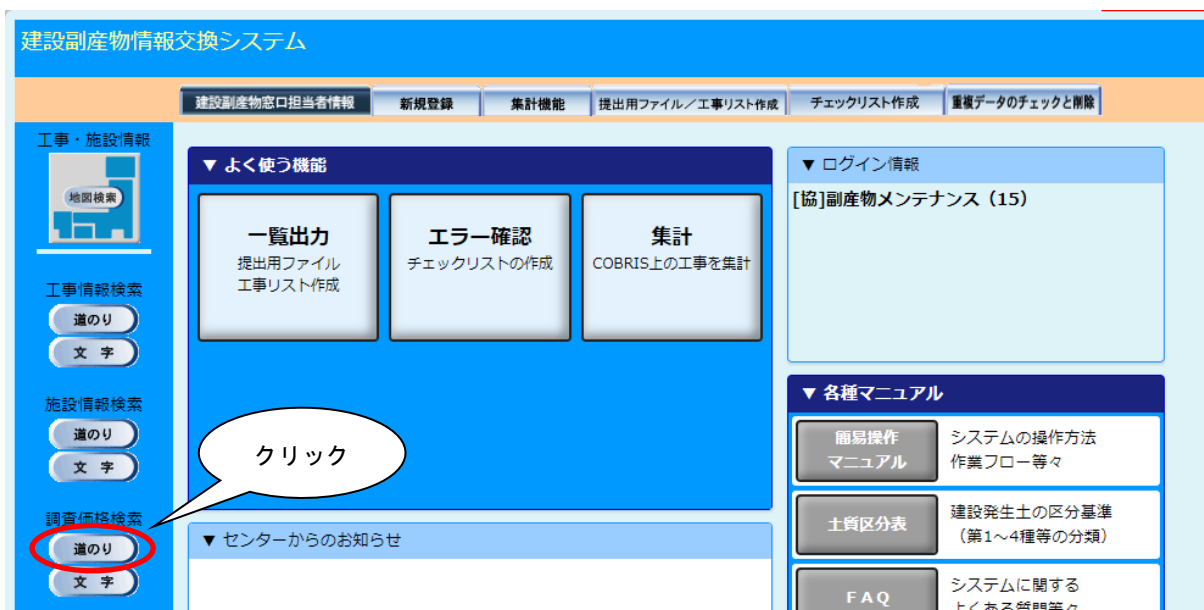 建設副産物情報交換システム
建設副産物窓口担当者情報
新規登録
集計機能
提出用ファイル／工事リスト作成
チェックリスト作成
重複データのチェックと削除
工事・施設情報
地図検索
工事情報検索
道のり
文 字
施設情報検索
道のり
文 字
調査価格検索
道のり
文 字
▼ よく使う機能
一覧出力
提出用ファイル
工事リスト作成
エラー確認
チェックリストの作成
集計
COBRIS上の工事を集計
クリック
▼ センターからのお知らせ
▼ ログイン情報
[協]副産物メンテナンス（15）
▼ 各種マニュアル
簡易操作
マニュアル
システムの操作方法
作業フロー等々
土質区分表
建設発生土の区分基準
（第1～4種等の分類）
ＦＡＱ
システムに関する
よくある質問等々